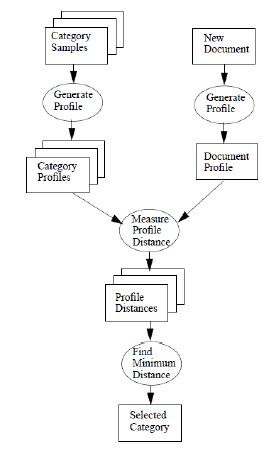 Category
Samples
New
Document
Generate
Profile
Generate
Profile
Category
Profiles
Document
Profile
Measure
Profile
Distance
Profile
Distances
Find
Minimum
Distance
Selected
Category